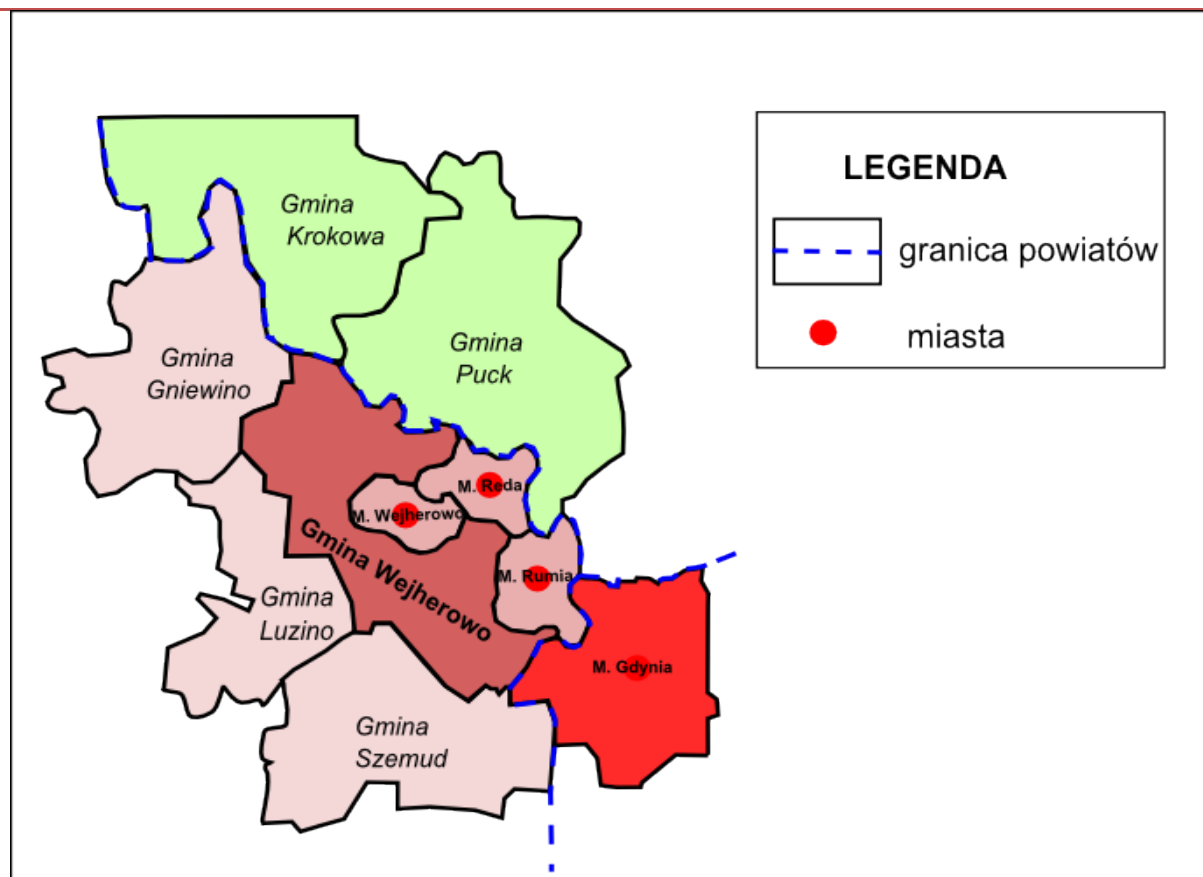 LEGENDA
granica powiatów
miasta
Gmina
Krokowa
Gmina
Puck
Gmina
Gniewino
M. Reda
M. Wejherowo
Gmina Wejherowo
M. Rumia
Gmina
Luzino
M. Gdynia
Gmina
Szemud